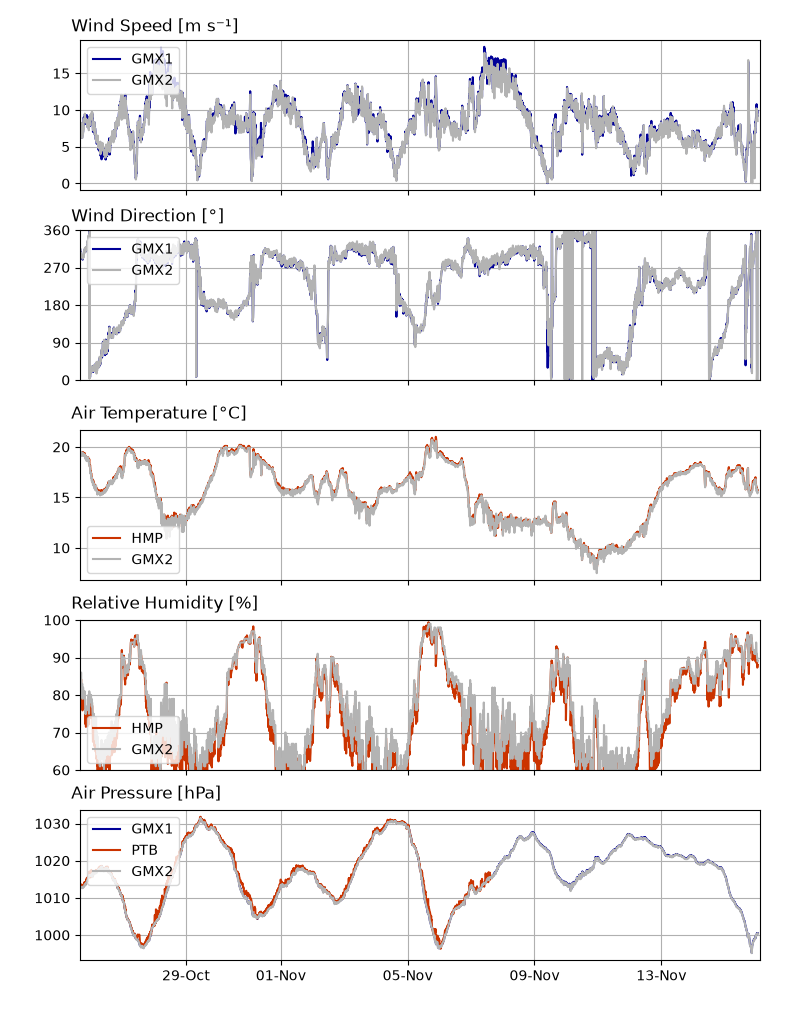 Wind Speed [m s⁻¹]
GMX1
GMX2
15
10
5
0
Wind Direction [°]
GMX1
GMX2
360
270
180
90
0
Air Temperature [°C]
20
15
10
HMP
GMX2
Relative Humidity [%]
100
90
80
70
60
HMP
GMX2
Air Pressure [hPa]
GMX1
PTB
GMX2
1030
1020
1010
1000
29-Oct 01-Nov 05-Nov 09-Nov 13-Nov